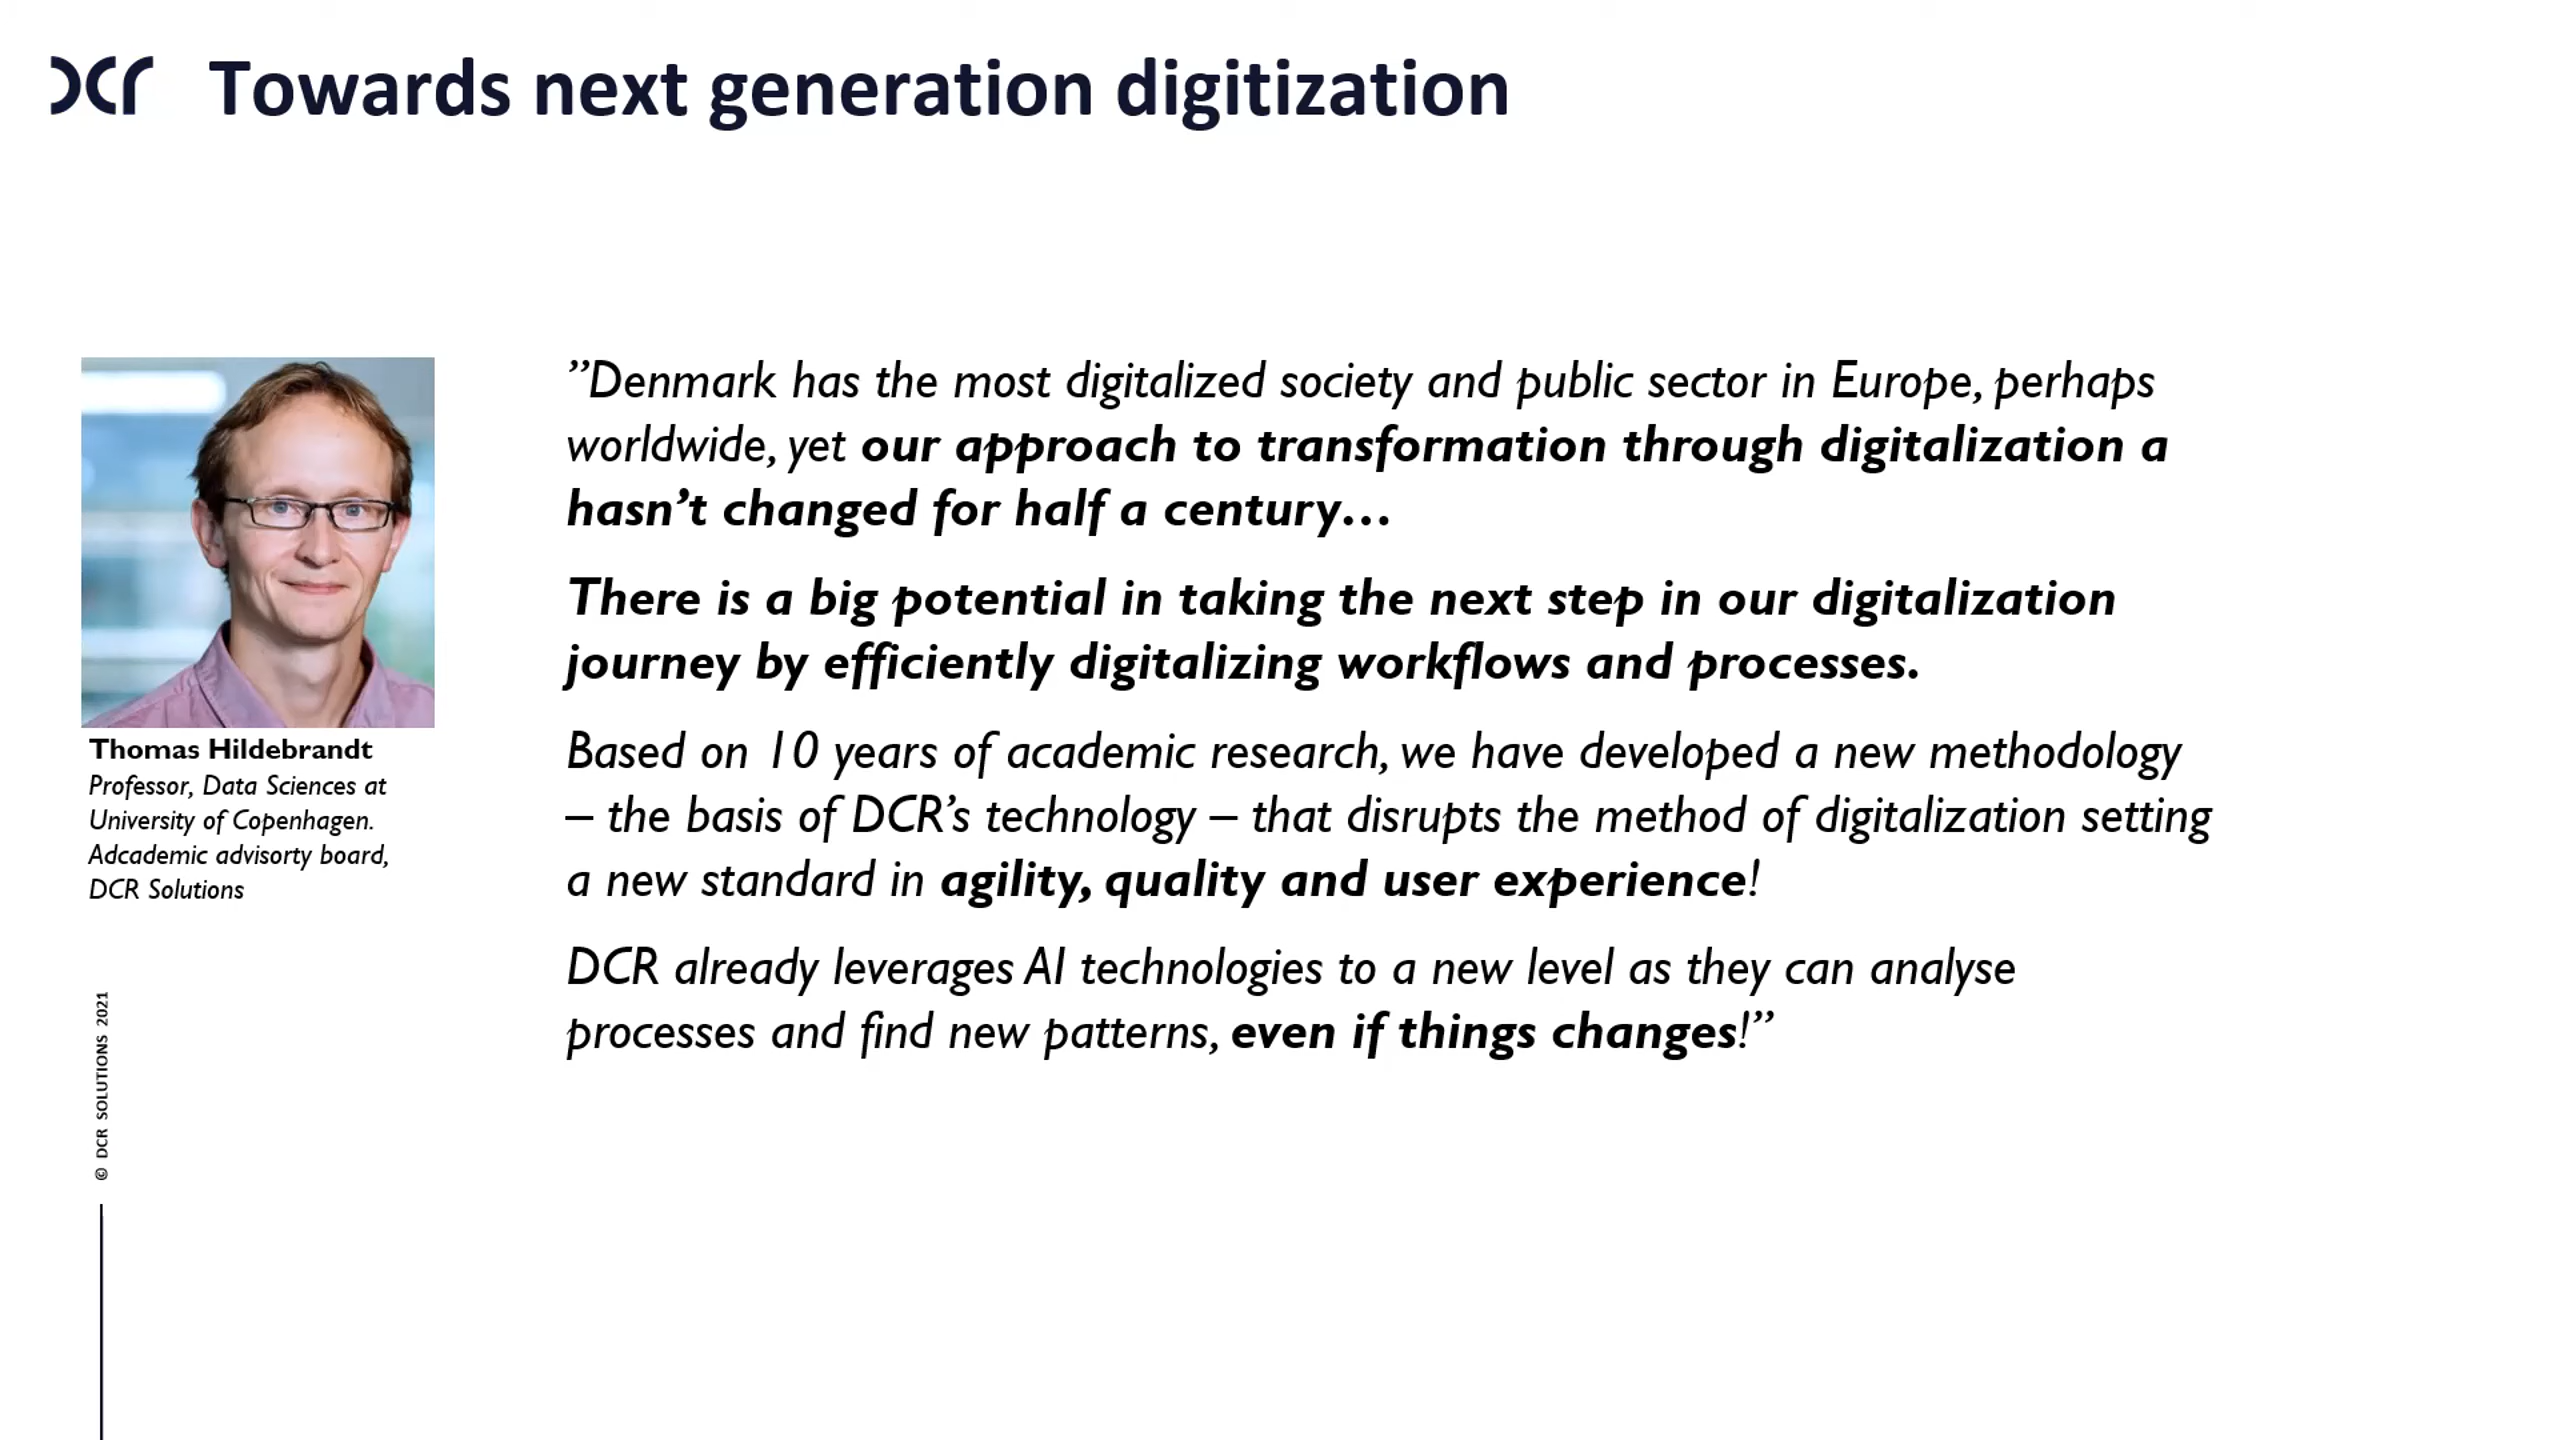 DCr
Towards next generation digitization
”Denmark has the most digitalized society and public sector in Europe, perhaps
worldwide, yet our approach to transformation through digitalization a
hasn’t changed for half a century…
There is a big potential in taking the next step in our digitalization
journey by efficiently digitalizing workflows and processes.
Based on 10 years of academic research, we have developed a new methodology
– the basis of DCR’s technology – that disrupts the method of digitalization setting
a new standard in agility, quality and user experience!
DCR already leverages AI technologies to a new level as they can analyse
processes and find new patterns, even if things changes!”
Thomas Hildebrandt
Professor, Data Sciences at
University of Copenhagen.
Adcademic advisorty board,
DCR Solutions
© DCR SOLUTIONS 2021